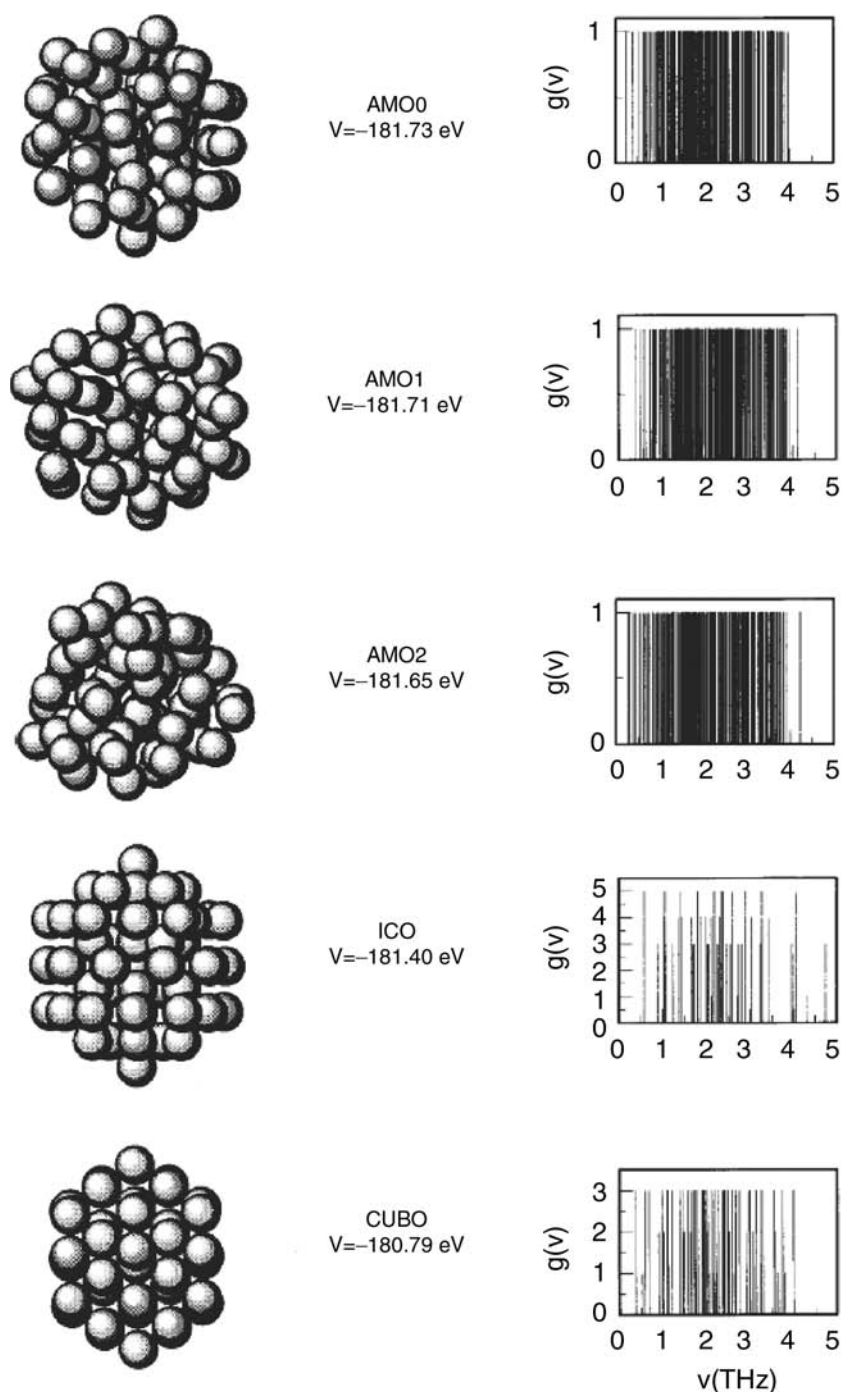 AMO0
V=–181.73 eV
g(v)
1
0
0 1 2 3 4 5
AMO1
V=–181.71 eV
g(v)
1
0
0 1 2 3 4 5
AMO2
V=–181.65 eV
g(v)
1
0
0 1 2 3 4 5
ICO
V=–181.40 eV
g(v)
5
4
3
2
1
0
0 1 2 3 4 5
CUBO
V=–180.79 eV
g(v)
3
2
1
0
0 1 2 3 4 5
v(THz)